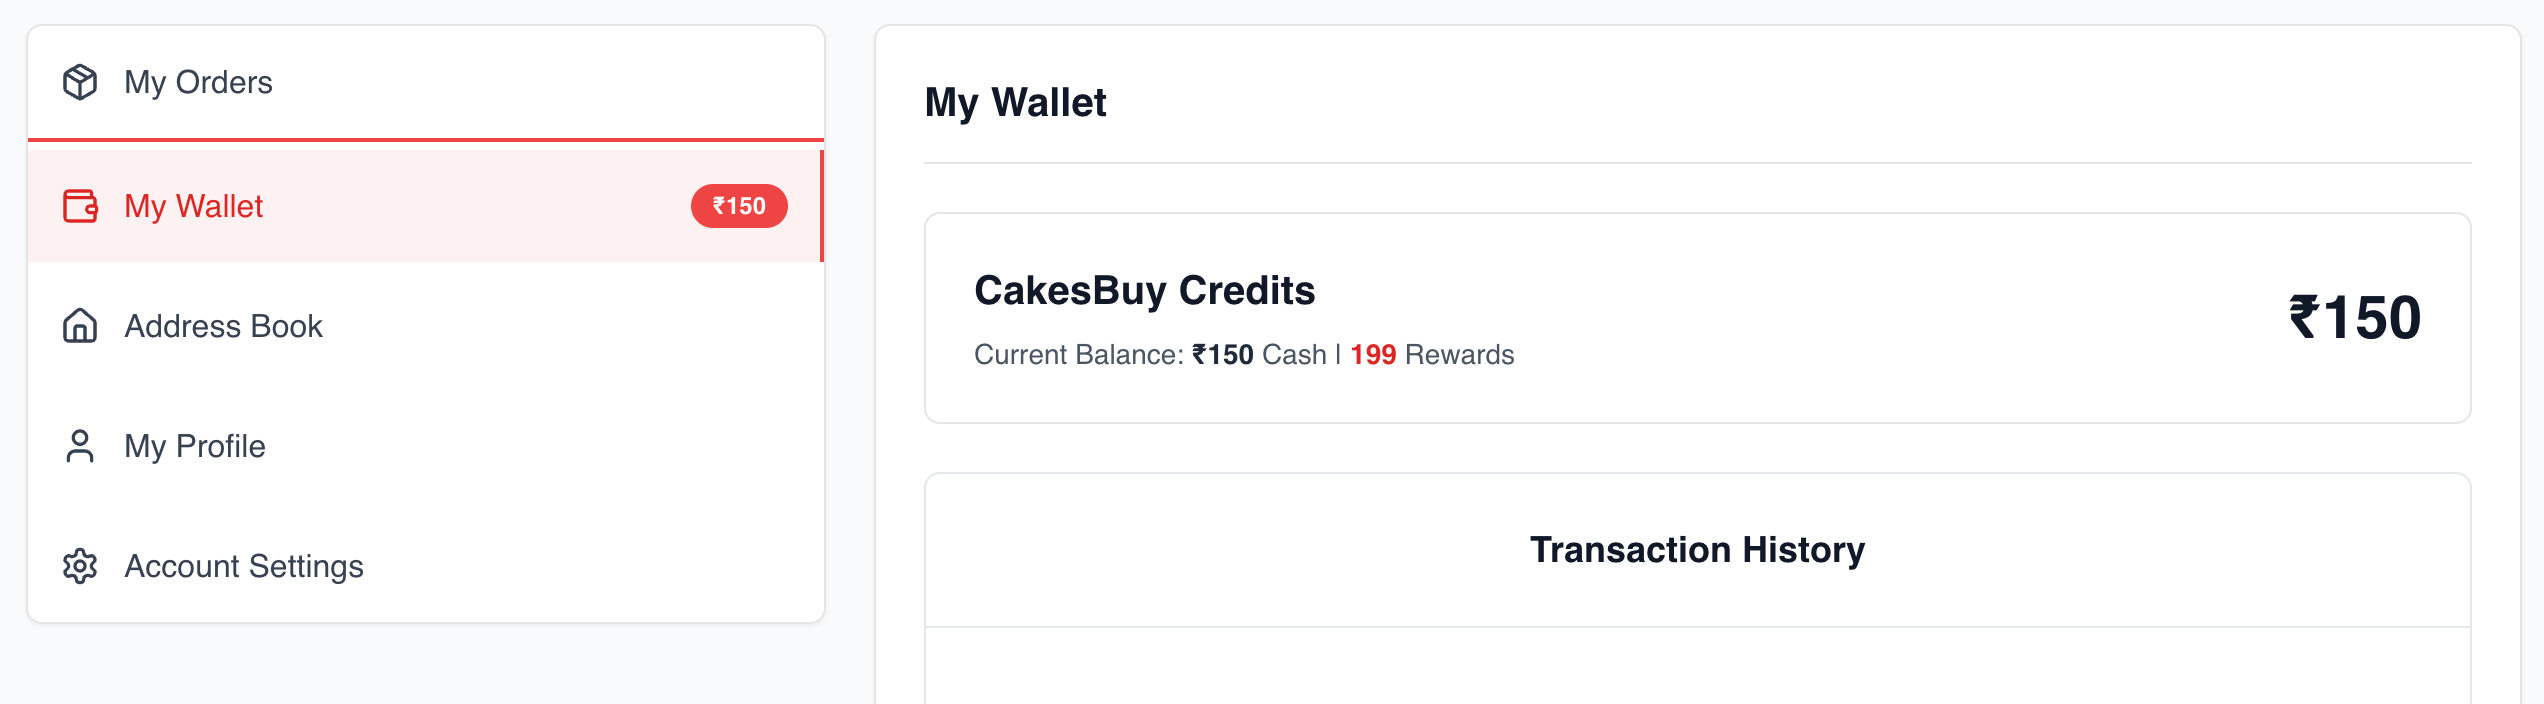 My Orders
My Wallet ₹150
Address Book
My Profile
Account Settings
My Wallet
CakesBuy Credits
₹150
Current Balance: ₹150 Cash | 199 Rewards
Transaction History